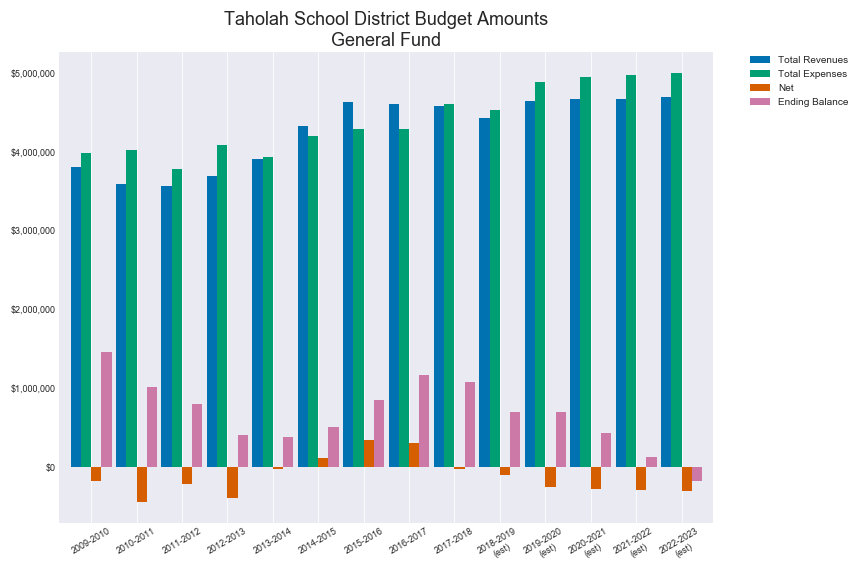 Taholah School District Budget Amounts
General Fund
Total Revenues
Total Expenses
Net
Ending Balance
$5,000,000
$4,000,000
$3,000,000
$2,000,000
$1,000,000
$0
2009-2010
2010-2011
2011-2012
2012-2013
2013-2014
2014-2015
2015-2016
2016-2017
2017-2018
2018-2019
(est)
2019-2020
(est)
2020-2021
(est)
2021-2022
(est)
2022-2023
(est)